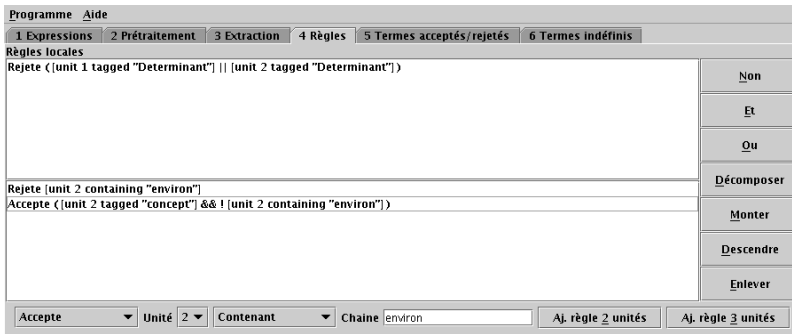 Programme Aide
1 Expressions 2 Prétraitement 3 Extraction 4 Règles 5 Termes acceptés/rejetés 6 Termes indéfinis
Règles locales
Rejete ([unit 1 tagged "Determinant"] || [unit 2 tagged "Determinant"])
Non
Et
Ou
Décomposer
Rejete [unit 2 containing "environ"]
Accepte ([unit 2 tagged "concept"] && ! [unit 2 containing "environ"])
Monter
Descendre
Enlever
Accepte Unité 2 Contenant Chaine environ Aj. règle 2 unités Aj. règle 3 unités